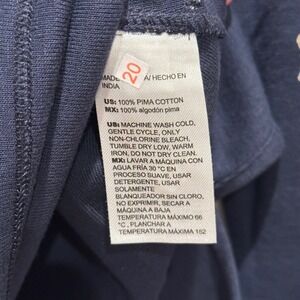 20
MADE A/ HECHO EN
INDIA
US: 100% PIMA COTTON
MX: 100% algodón pima
US: MACHINE WASH COLD,
GENTLE CYCLE, ONLY
NON-CHLORINE BLEACH,
TUMBLE DRY LOW, WARM
IRON, DO NOT DRY CLEAN.
MX: LAVAR A MÁQUINA CON
AGUA FRÍA 30 °C EN
PROCESO SUAVE, USAR
DETERGENTE, USAR
SOLAMENTE
BLANQUEADOR SIN CLORO,
NO EXPRIMIR, SECAR A
MÁQUINA A BAJA
TEMPERATURA MÁXIMO 66
°C , PLANCHAR A
TEMPERATURA MÁXIMA 152